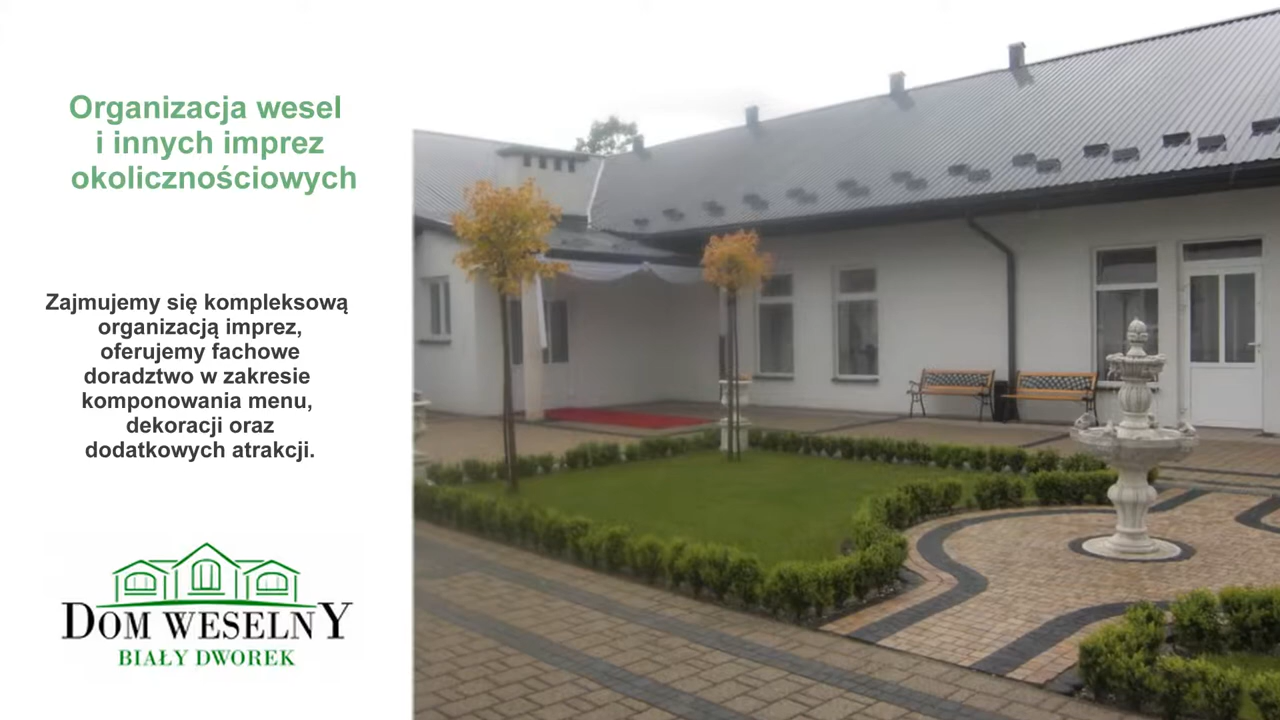 Organizacja wesel
i innych imprez
okolicznościowych
Zajmujemy się kompleksową
organizacją imprez,
oferujemy fachowe
doradztwo w zakresie
komponowania menu,
dekoracji oraz
dodatkowych atrakcji.
DOM WESELNY
BIAŁY DWOREK